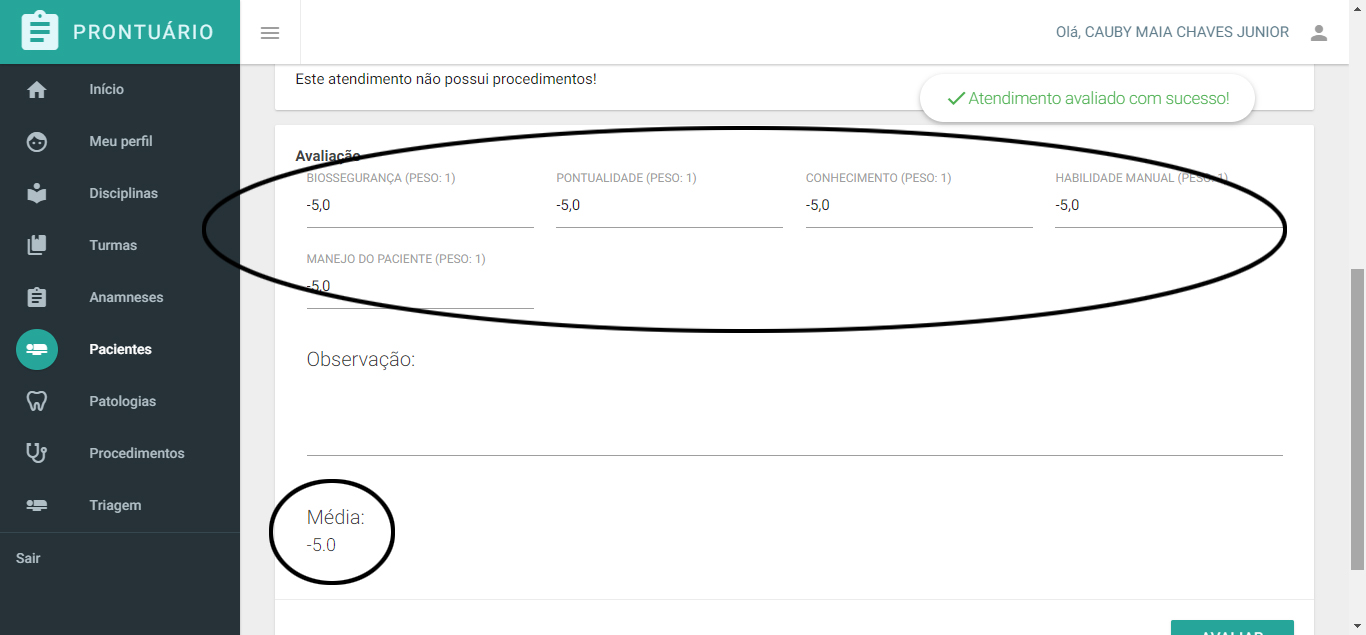 PRONTUÁRIO
Olá, CAUBY MAIA CHAVES JUNIOR
Início
Meu perfil
Disciplinas
Turmas
Anamneses
Pacientes
Patologias
Procedimentos
Triagem
Sair
Este atendimento não possui procedimentos!
Atendimento avaliado com sucesso!
Avaliação
BIOSSEGURANÇA (PESO: 1) PONTUALIDADE (PESO: 1) CONHECIMENTO (PESO: 1) HABILIDADE MANUAL (PESO: 1)
-5,0 -5,0 -5,0 -5,0
MANEJO DO PACIENTE (PESO: 1)
-5,0
Observação:
Média:
-5.0
AVALIAR